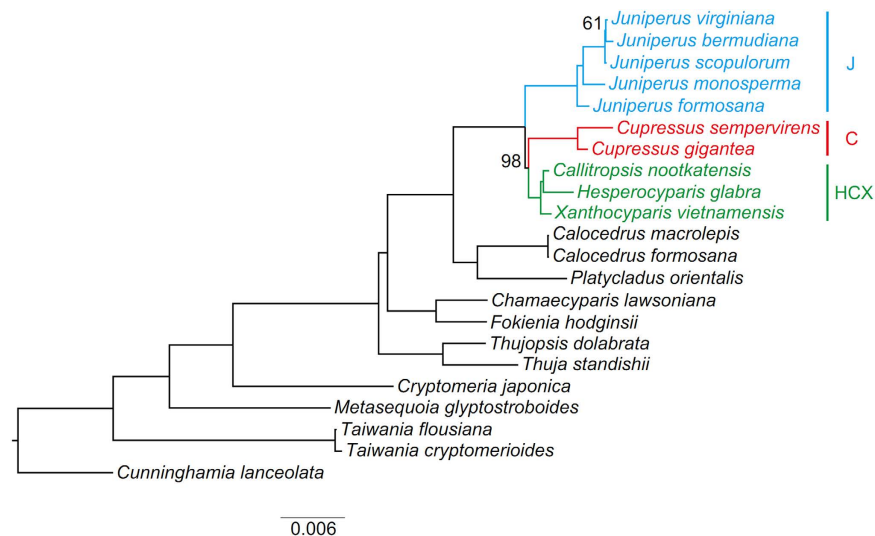 61
Juniperus virginiana
Juniperus bermudiana
Juniperus scopulorum
J
Juniperus monosperma
Juniperus formosana
Cupressus sempervirens
C
Cupressus gigantea
98
Callitropsis nootkatensis
Hesperocyparis glabra
HCX
Xanthocyparis vietnamensis
Calocedrus macrolepis
Calocedrus formosana
Platycladus orientalis
Chamaecyparis lawsoniana
Fokienia hodginsii
Thujopsis dolabrata
Thuja standishii
Cryptomeria japonica
Metasequoia glyptostroboides
Taiwania flousiana
Taiwania cryptomerioides
Cunninghamia lanceolata
0.006